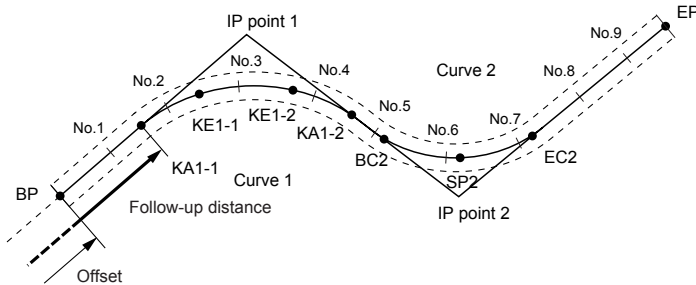 EP
IP point 1
No.9
No.3
No.2
No.4
Curve 2
No.8
No.1
KE1-1
KE1-2
No.5
No.6
No.7
KA1-2
BC2
EC2
KA1-1
Curve 1
SP2
BP
Follow-up distance
IP point 2
Offset